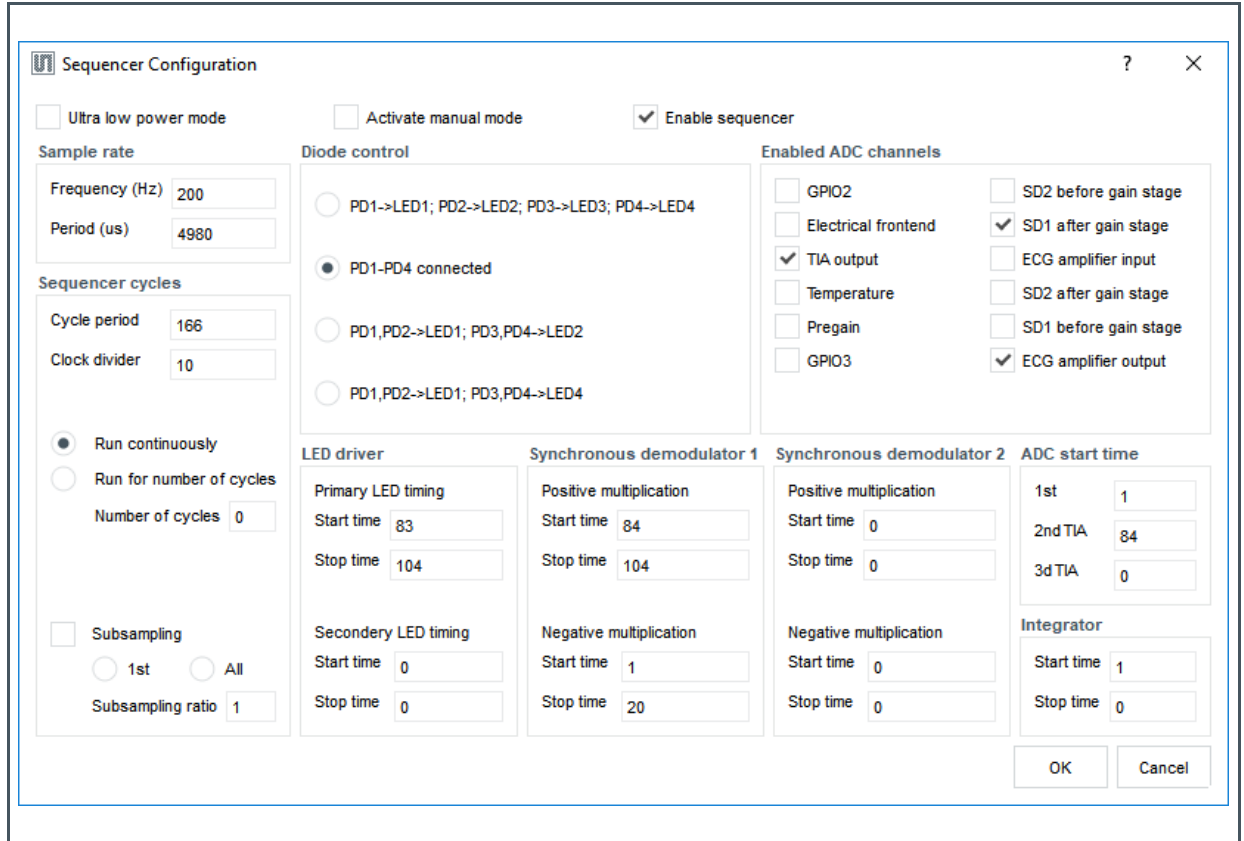 Sequencer Configuration ?
Ultra low power mode Activate manual mode Enable sequencer
Sample rate
Frequency (Hz) 200
Period (us) 4980
Sequencer cycles
Cycle period 166
Clock divider 10
Run continuously
Run for number of cycles
Number of cycles 0
Subsampling
1st All
Subsampling ratio 1
Diode control
PD1->LED1; PD2->LED2; PD3->LED3; PD4->LED4
PD1-PD4 connected
PD1,PD2->LED1; PD3,PD4->LED2
PD1,PD2->LED1; PD3,PD4->LED4
Enabled ADC channels
GPIO2 SD2 before gain stage
Electrical frontend SD1 after gain stage
TIA output ECG amplifier input
Temperature SD2 after gain stage
Pregain SD1 before gain stage
GPIO3 ECG amplifier output
LED driver
Primary LED timing
Start time 83
Stop time 104
Secondery LED timing
Start time 0
Stop time 0
Synchronous demodulator 1
Positive multiplication
Start time 84
Stop time 104
Negative multiplication
Start time 1
Stop time 20
Synchronous demodulator 2
Positive multiplication
Start time 0
Stop time 0
Negative multiplication
Start time 0
Stop time 0
ADC start time
1st 1
2nd TIA 84
3d TIA 0
Integrator
Start time 1
Stop time 0
OK Cancel